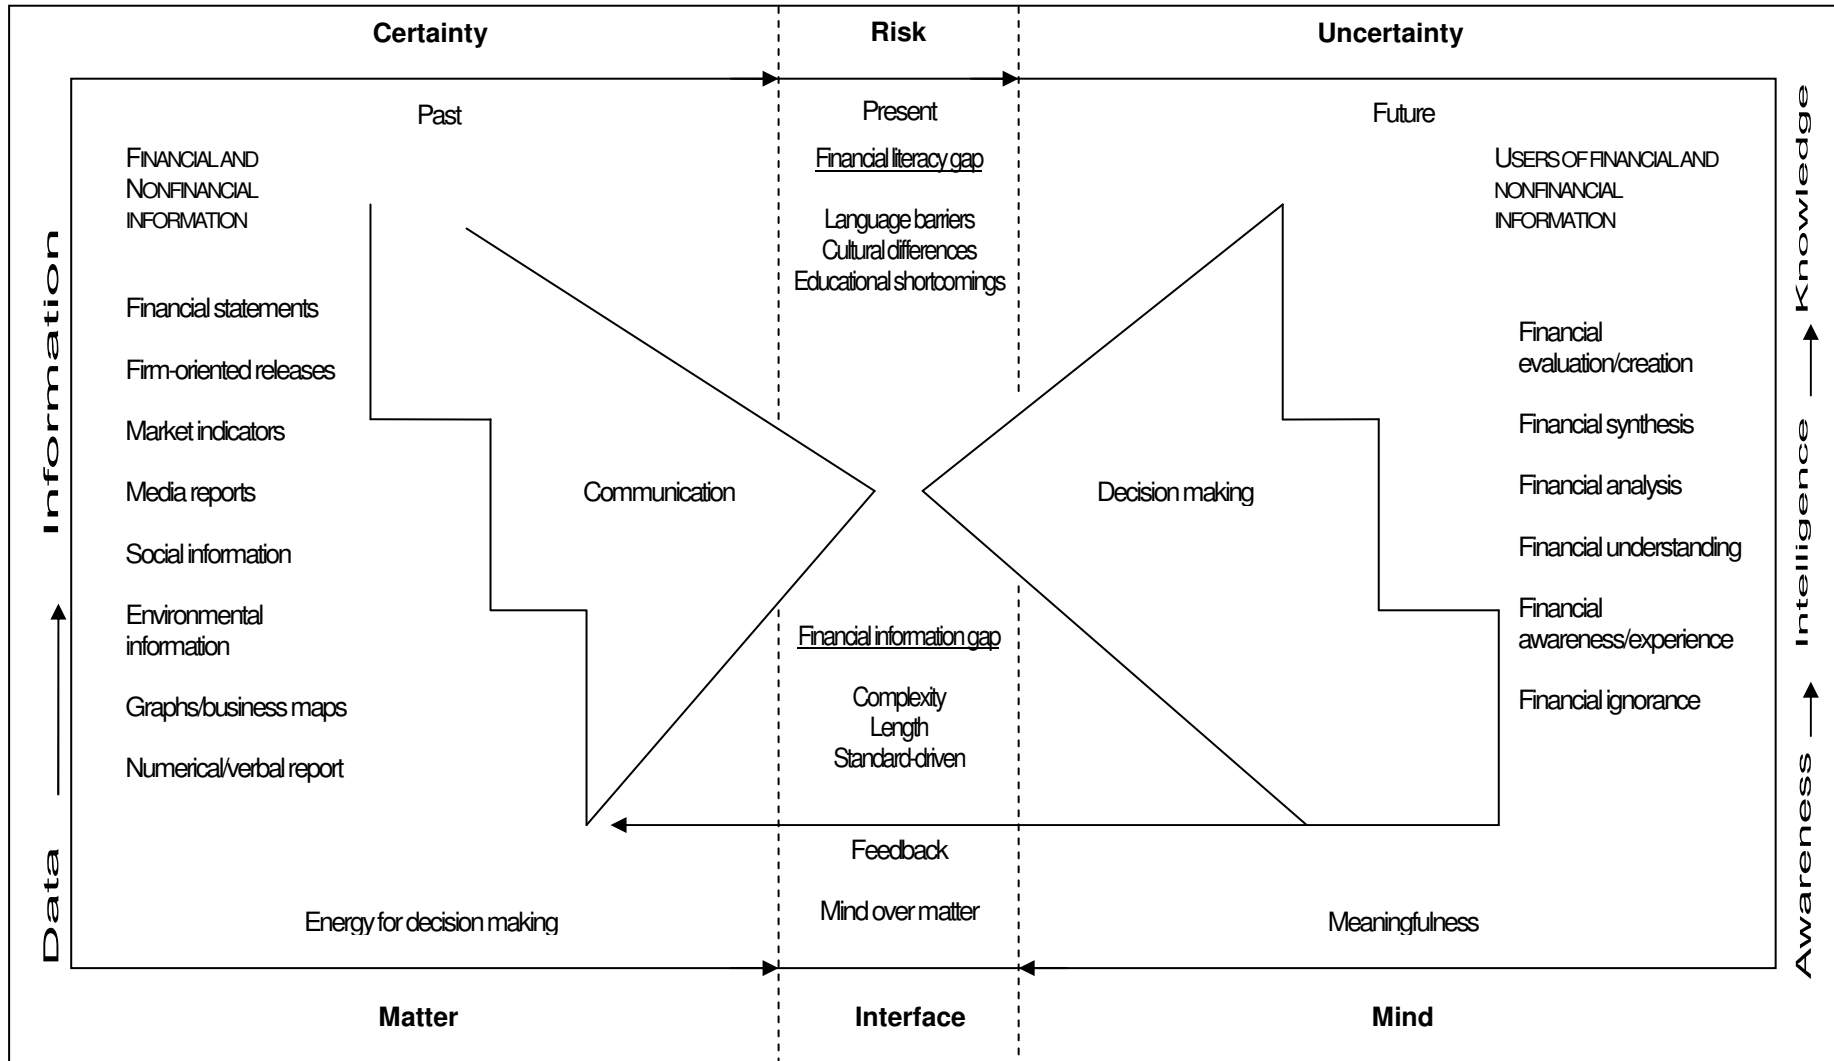 Certainty
Risk
Uncertainty
Past
Present
Future
FINANCIAL AND
NONFINANCIAL
INFORMATION
Financial literacy gap
USERS OF FINANCIAL AND
NONFINANCIAL
INFORMATION
Language barriers
Cultural differences
Educational shortcomings
Financial statements
Firm-oriented releases
Market indicators
Media reports
Social information
Environmental
information
Graphs/business maps
Numerical/verbal report
Communication
Decision making
Financial
evaluation/creation
Financial synthesis
Financial analysis
Financial understanding
Financial
awareness/experience
Financial ignorance
Financial information gap
Complexity
Length
Standard-driven
Feedback
Energy for decision making
Mind over matter
Meaningfulness
Matter
Interface
Mind
Data
Information
Awareness
Intelligence
Knowledge